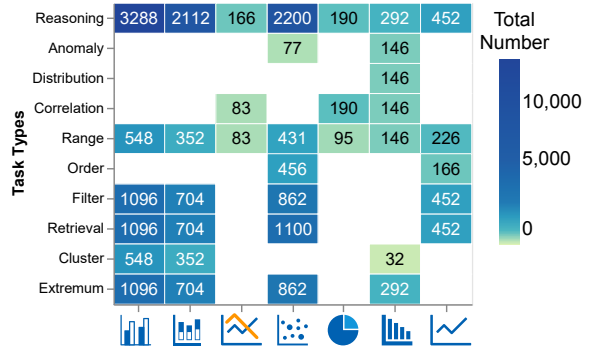 Task Types
Reasoning 3288 2112 166 2200 190 292 452
Anomaly 77 146
Distribution 146
Correlation 83 190 146
Range 548 352 83 431 95 146 226
Order 456 166
Filter 1096 704 862 452
Retrieval 1096 704 1100 452
Cluster 548 352 32
Extremum 1096 704 862 292
Total
Number
10,000
5,000
0